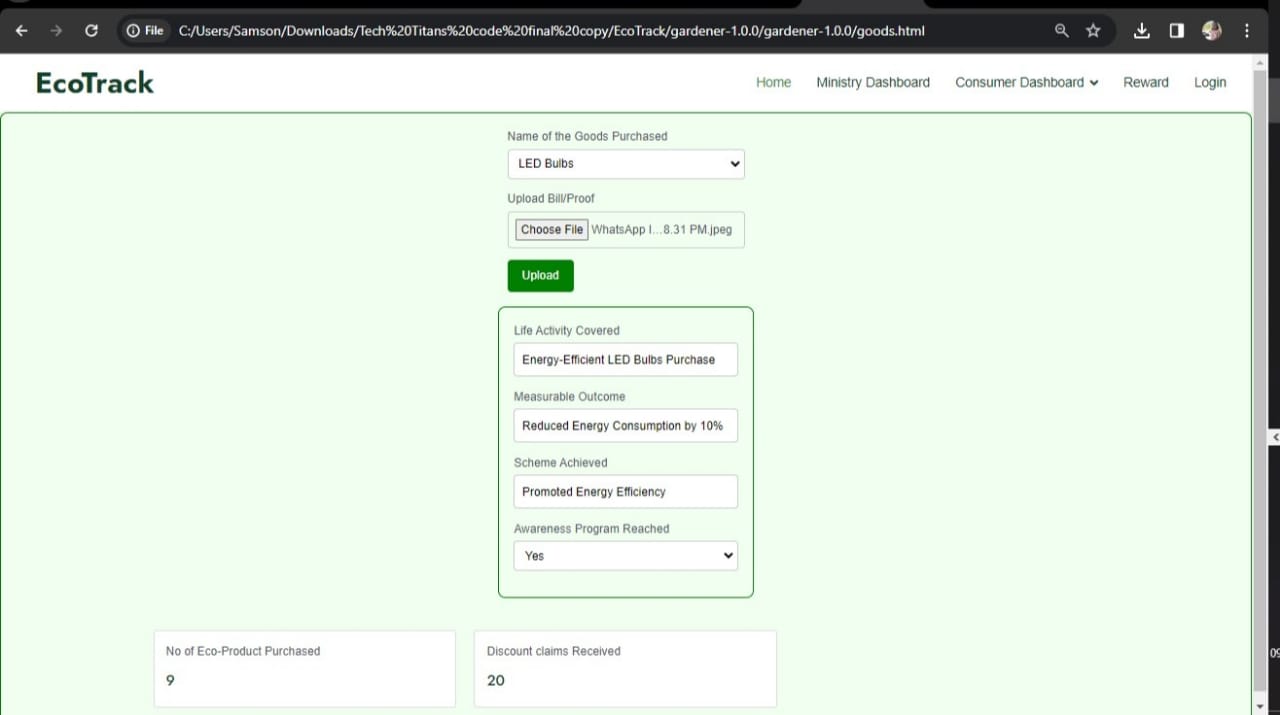 File C:/Users/Samson/Downloads/Tech%20Titans%20code%20final%20copy/EcoTrack/gardener-1.0.0/gardener-1.0.0/goods.html
EcoTrack Home Ministry Dashboard Consumer Dashboard Reward Login
Name of the Goods Purchased
LED Bulbs
Upload Bill/Proof
Choose File WhatsApp I...8.31 PM.jpeg
Upload
Life Activity Covered
Energy-Efficient LED Bulbs Purchase
Measurable Outcome
Reduced Energy Consumption by 10%
Scheme Achieved
Promoted Energy Efficiency
Awareness Program Reached
Yes
No of Eco-Product Purchased Discount claims Received
9 20